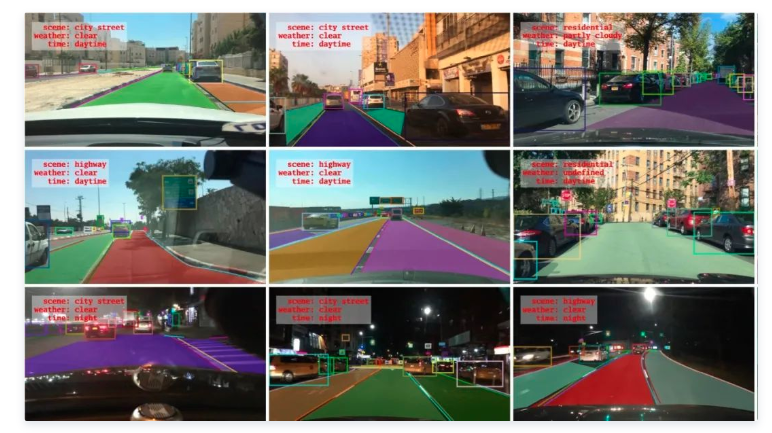 scene: city street
weather: clear
time: daytime
scene: city street
weather: clear
time: daytime
scene: residential
weather: partly cloudy
time: daytime
scene: highway
weather: clear
time: daytime
scene: highway
weather: clear
time: daytime
scene: residential
weather: undefined
time: daytime
scene: city street
weather: clear
time: night
scene: city street
weather: clear
time: night
scene: highway
weather: clear
time: night